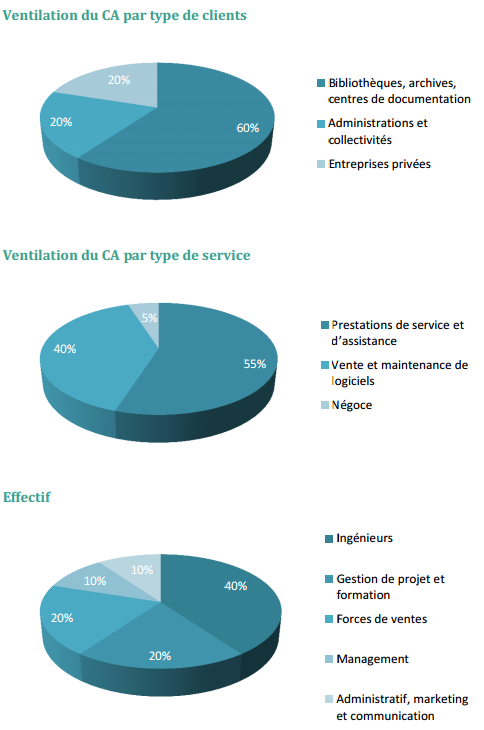 Ventilation du CA par type de clients
20%
20%
60%
Bibliothèques, archives,
centres de documentation
Administrations et
collectivités
Entreprises privées
Ventilation du CA par type de service
5%
40%
55%
Prestations de service et
d’assistance
Vente et maintenance de
logiciels
Négoce
Effectif
10%
10%
40%
20%
20%
Ingénieurs
Gestion de projet et
formation
Forces de ventes
Management
Administratif, marketing
et communication